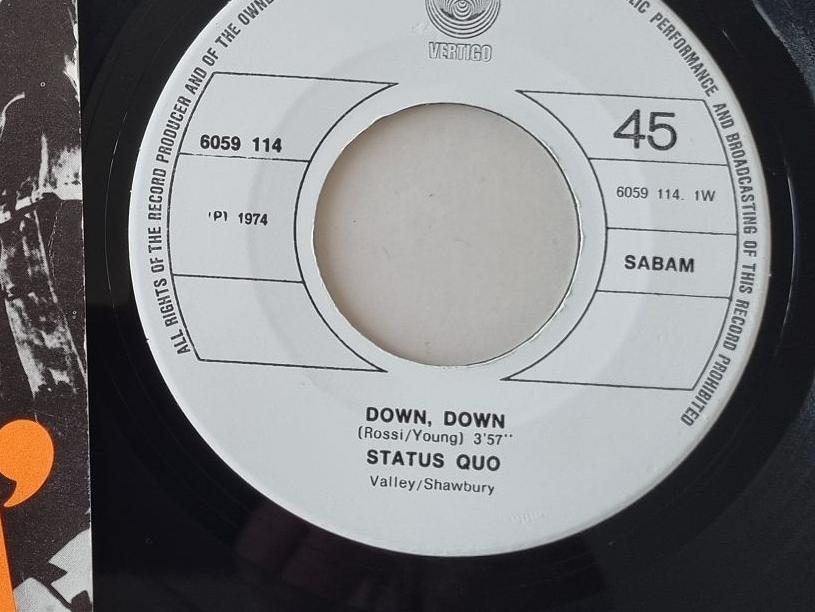 ALL RIGHTS OF THE RECORD PRODUCER AND OF THE OWNE
LIC PERFORMANCE AND BROADCASTING OF THIS RECORD PROHIBITED
VERTIGO
6059 114
(P) 1974
45
6059 114. 1W
SABAM
DOWN, DOWN
(Rossi/Young) 3'57''
STATUS QUO
Valley/Shawbury